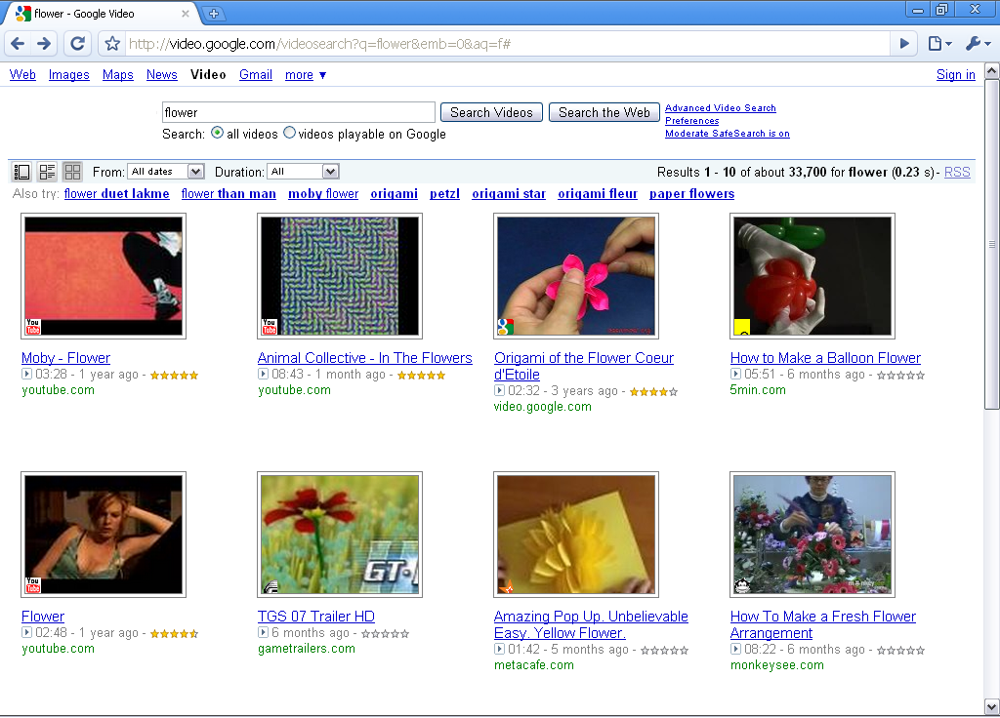 flower - Google Video
http://video.google.com/videosearch?q=flower&emb=0&aq=f#
Web Images Maps News Video Gmail more ▼ Sign in
flower Search Videos Search the Web Advanced Video Search
Preferences
Search: all videos videos playable on Google Moderate SafeSearch is on
From: All dates Duration: All Results 1 - 10 of about 33,700 for flower (0.23 s) - RSS
Also try: flower duet lakme flower than man moby flower origami petzl origami star origami fleur paper flowers
You Tube
You Tube
Moby - Flower
03:28 - 1 year ago -
youtube.com
Animal Collective - In The Flowers
08:43 - 1 month ago -
youtube.com
Origami of the Flower Coeur
d'Etoile
02:32 - 3 years ago -
video.google.com
How to Make a Balloon Flower
05:51 - 6 months ago -
5min.com
You Tube
GT
Flower
02:48 - 1 year ago -
youtube.com
TGS 07 Trailer HD
6 months ago -
gametrailers.com
Amazing Pop Up. Unbelievable
Easy. Yellow Flower.
01:42 - 5 months ago -
metacafe.com
How To Make a Fresh Flower
Arrangement
08:22 - 6 months ago -
monkeysee.com